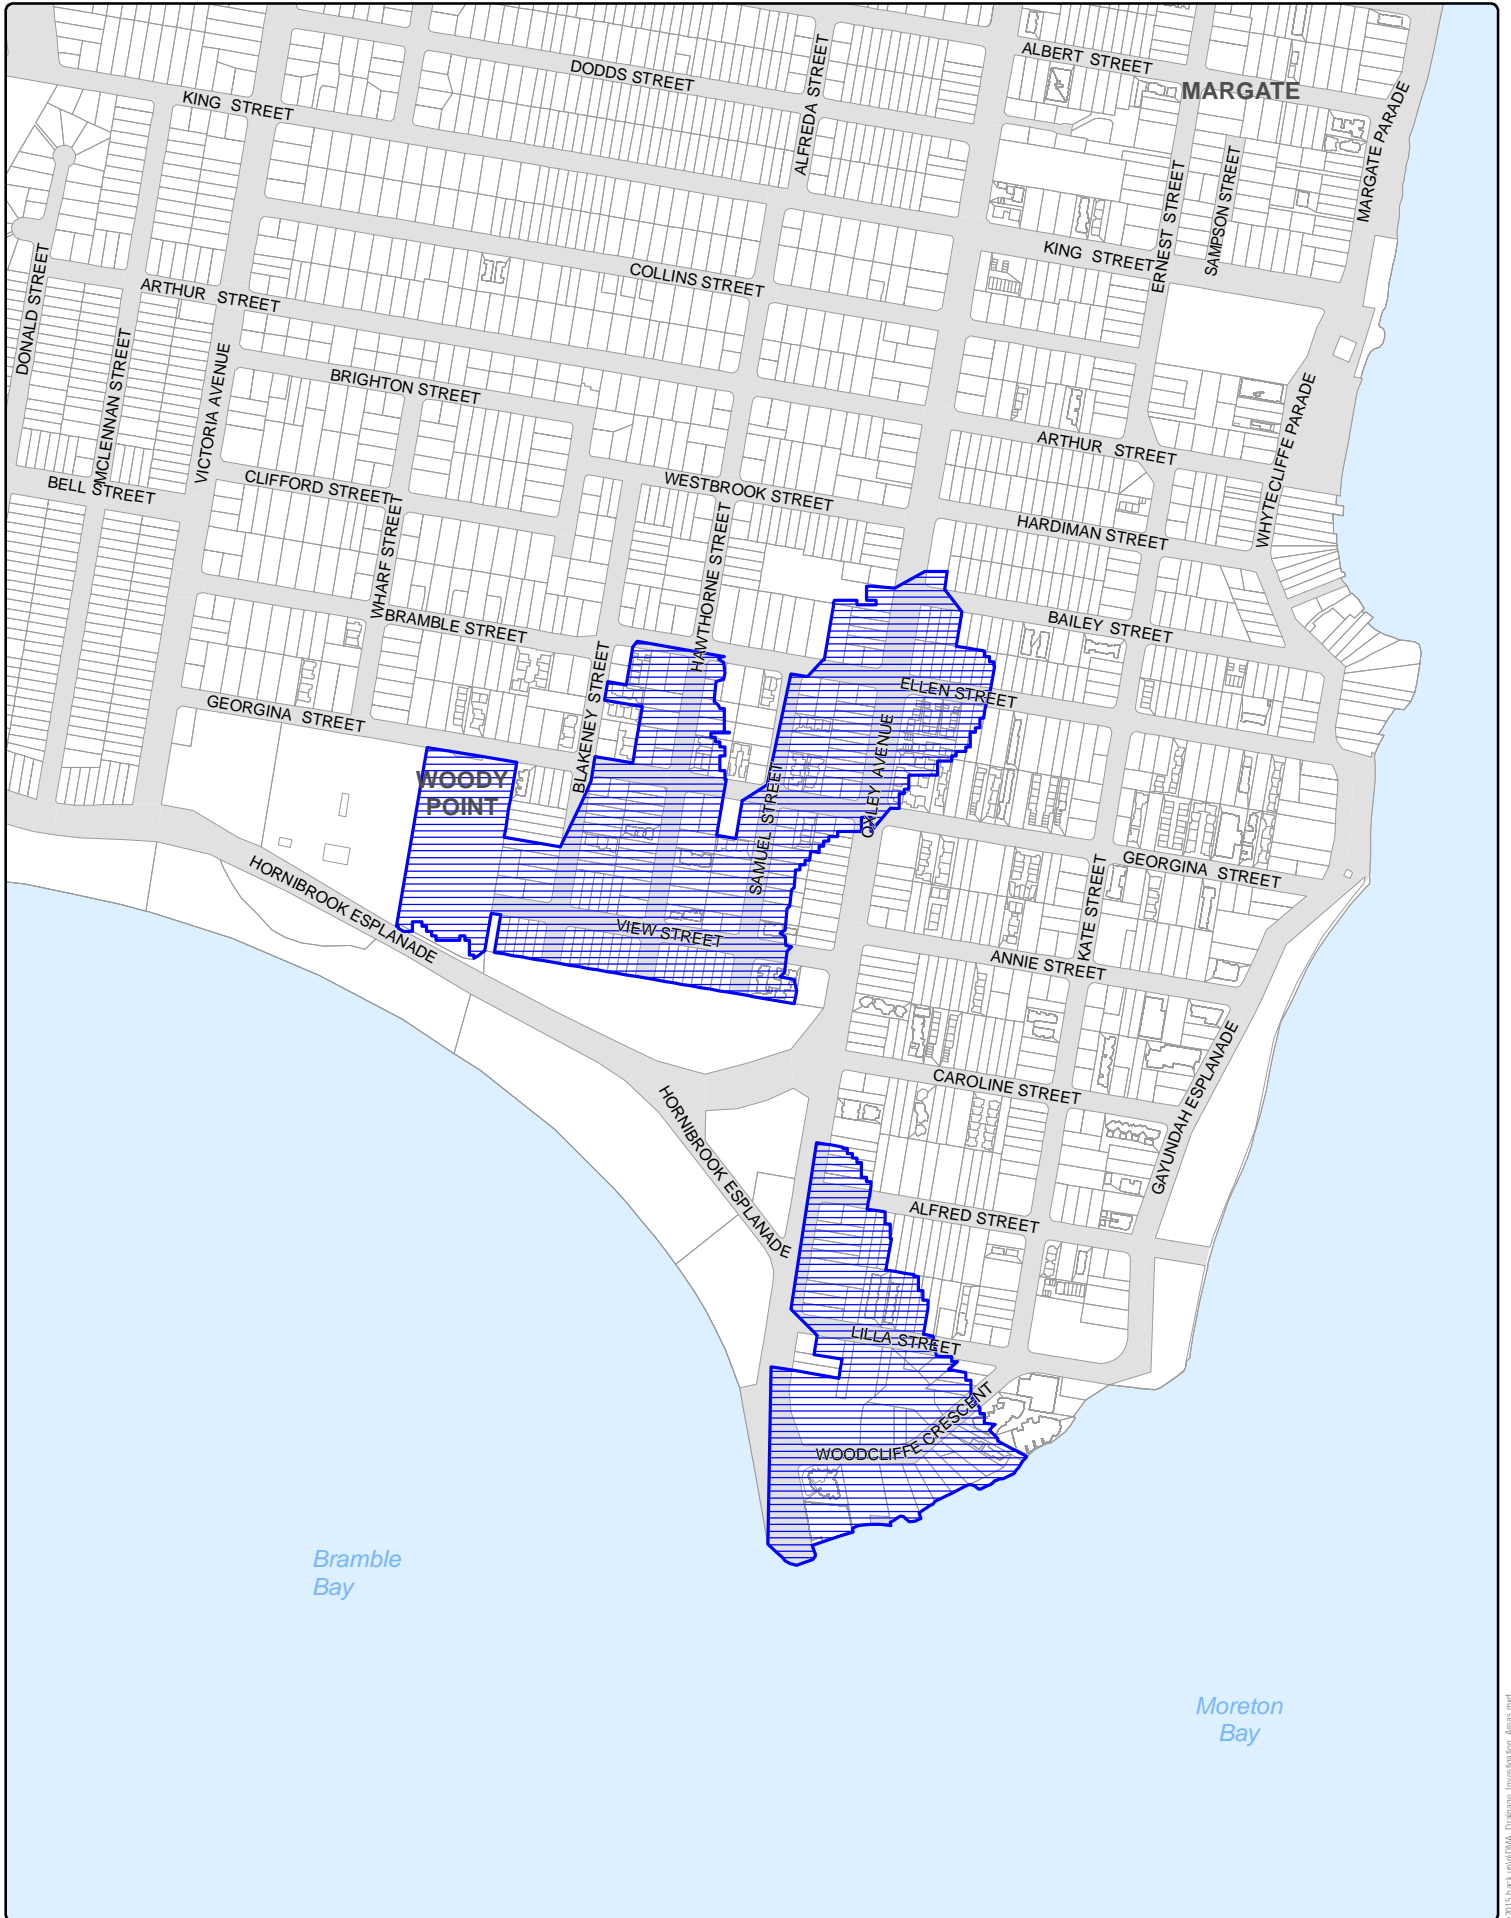 ALBERT STREET
DODDS STREET
ALFREDA STREET
MARGATE
MARGATE PARADE
KING STREET
ERNEST STREET
SAMPSON STREET
KING STREET
DONALD STREET
COLLINS STREET
ARTHUR STREET
MCLENNAN STREET
VICTORIA AVENUE
BRIGHTON STREET
WHYTECLIFFE PARADE
ARTHUR STREET
BELL STREET
CLIFFORD STREET
WESTBROOK STREET
HARDIMAN STREET
WHARF STREET
HAWTHORNE STREET
BRAMBLE STREET
BAILEY STREET
BLAKENEY STREET
ELLEN STREET
GEORGINA STREET
OXLEY AVENUE
WOODY
POINT
SAMUEL STREET
GEORGINA STREET
HORNIBROOK ESPLANADE
KATE STREET
VIEW STREET
ANNIE STREET
CAROLINE STREET
GAYUNDAH ESPLANADE
HORNIBROOK ESPLANADE
ALFRED STREET
LILLA STREET
WOODCLIFFE CRESCENT
Bramble
Bay
Moreton
Bay